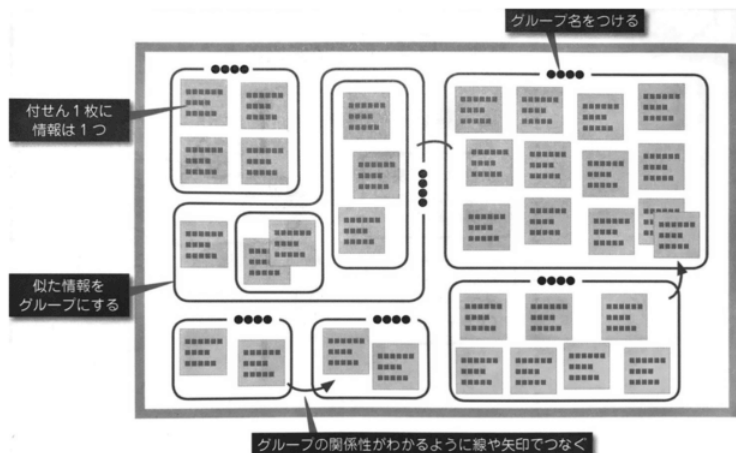 グループ名をつける
付せん1枚に
情報は1つ
似た情報を
グループにする
グループの関係性がわかるように線や矢印でつなぐ